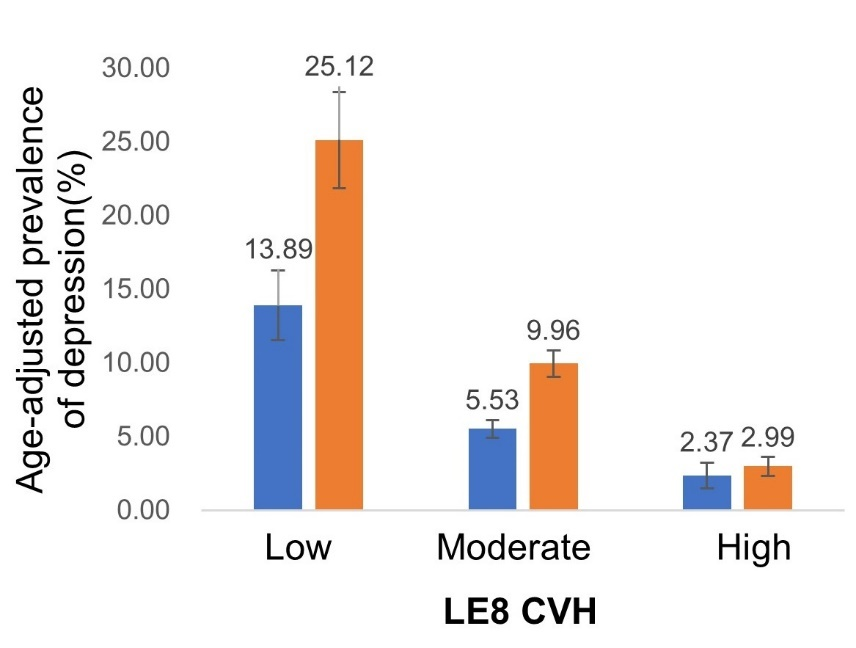 Age-adjusted prevalence
of depression(%)
30.00
25.00
20.00
15.00
10.00
5.00
0.00
13.89
25.12
5.53
9.96
2.37
2.99
Low
Moderate
High
LE8 CVH